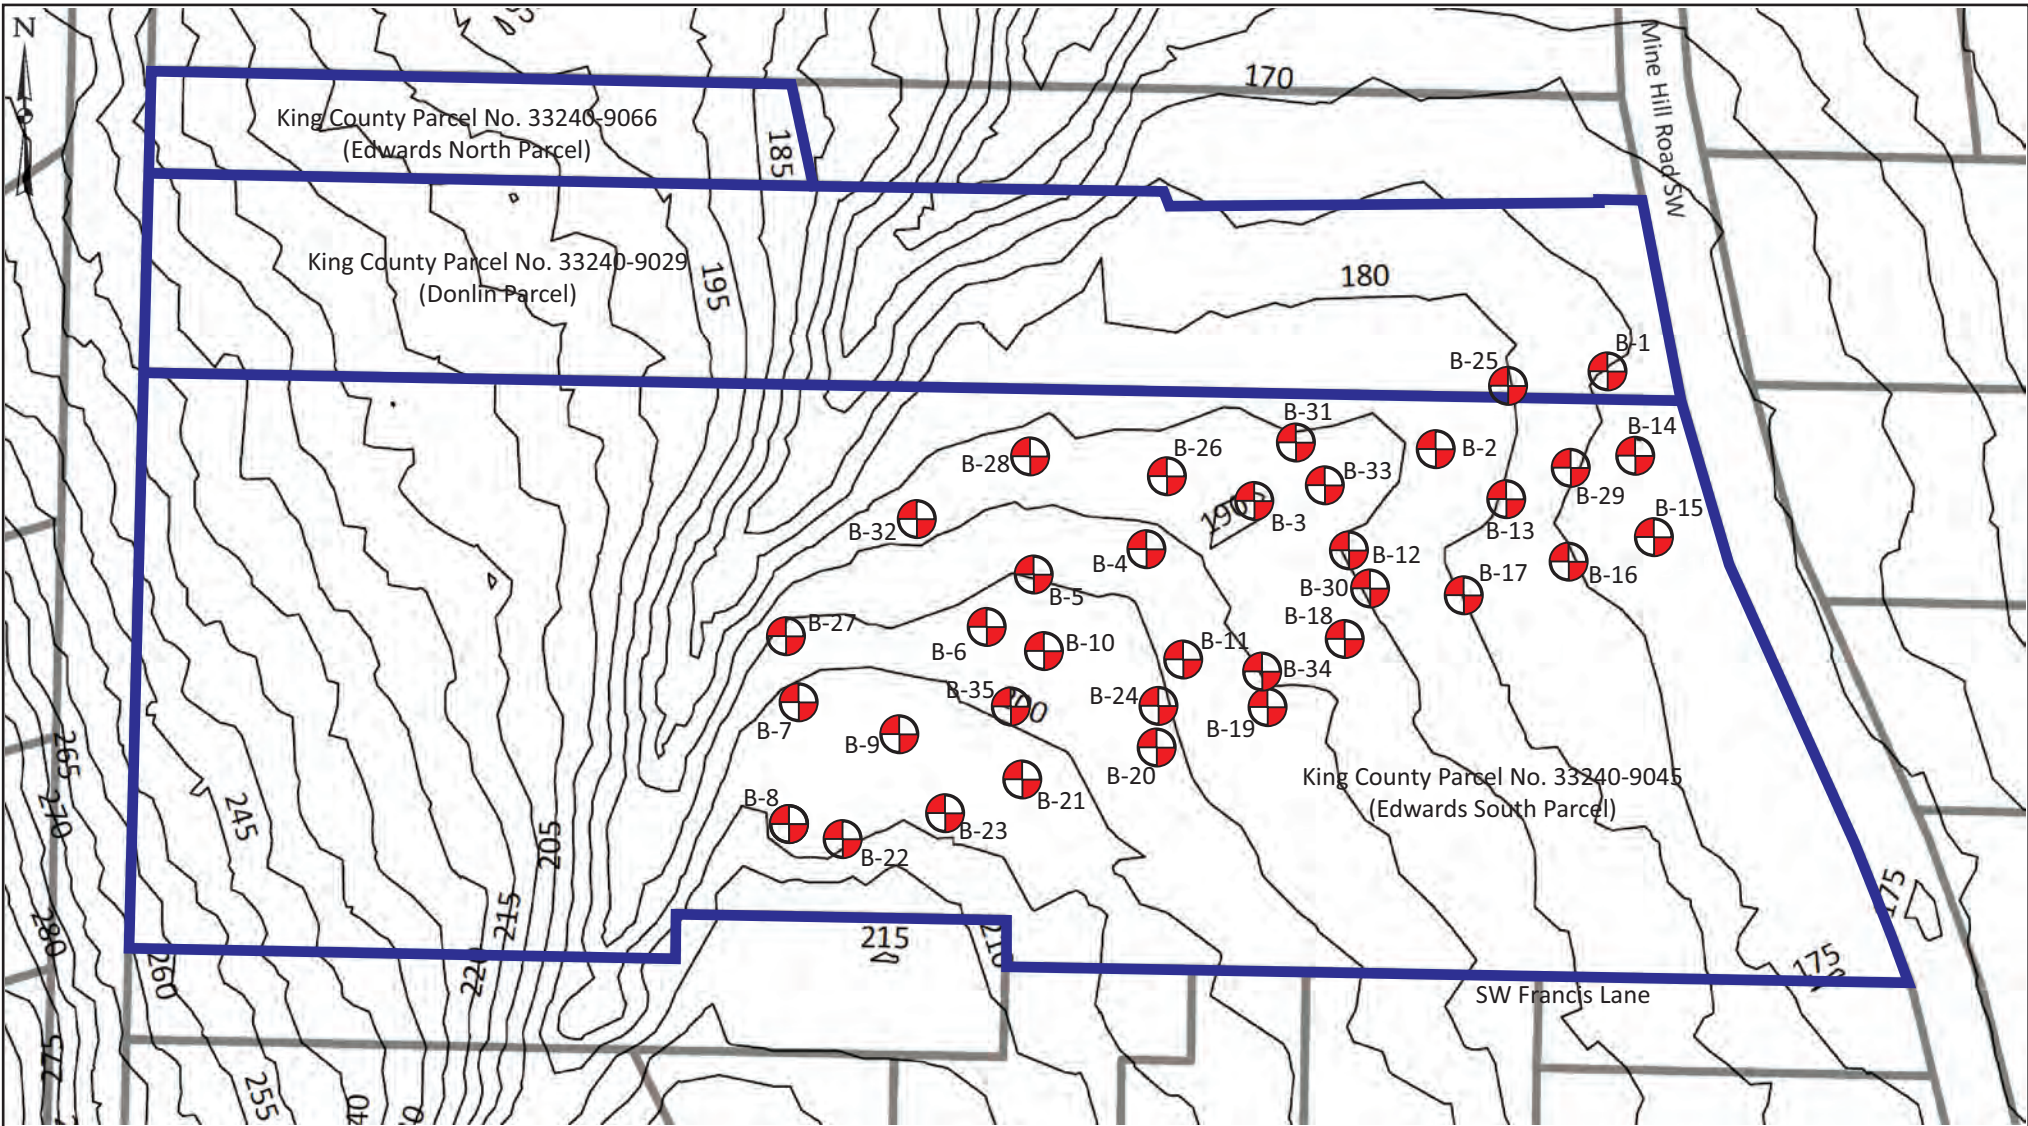 N
170
Mine Hill Road SW
King County Parcel No. 33240-9066
(Edwards North Parcel)
185
King County Parcel No. 33240-9029
(Donlin Parcel)
195
180
B-1
B-25
B-31
B-2
B-14
B-28
B-26
B-33
B-29
190
B-3
B-13
B-15
B-32
B-4
B-12
B-5
B-30
B-17
B-16
B-27
B-18
B-6
B-10
B-11
B-34
B-35
B-24
B-7
B-9
B-19
265
B-20
King County Parcel No. 33240-9045
(Edwards South Parcel)
270
245
B-8
B-21
B-23
205
B-22
175
280
215
215
210
175
260
220
SW Francis Lane
275
255